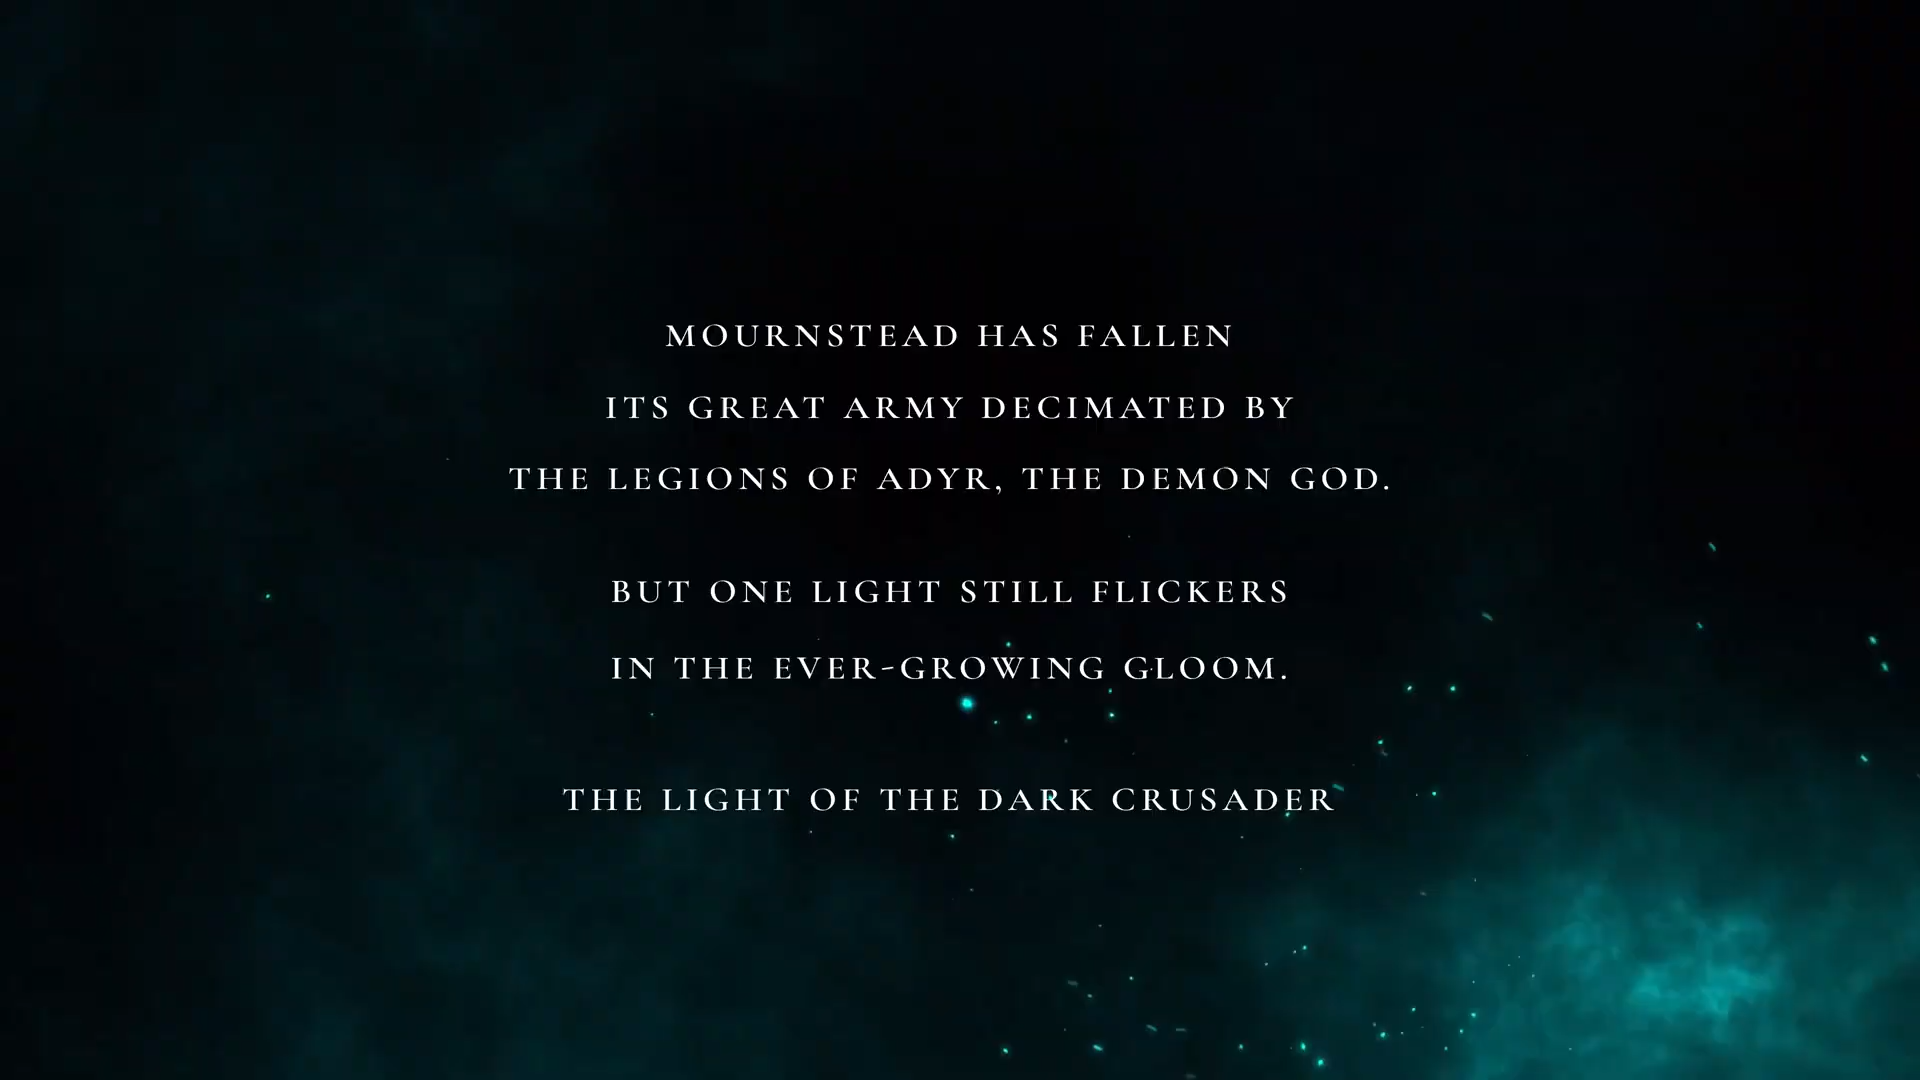 MOURNSTEAD HAS FALLEN
ITS GREAT ARMY DECIMATED BY
THE LEGIONS OF ADYR, THE DEMON GOD.
BUT ONE LIGHT STILL FLICKERS
IN THE EVER-GROWING GLOOM.
THE LIGHT OF THE DARK CRUSADER